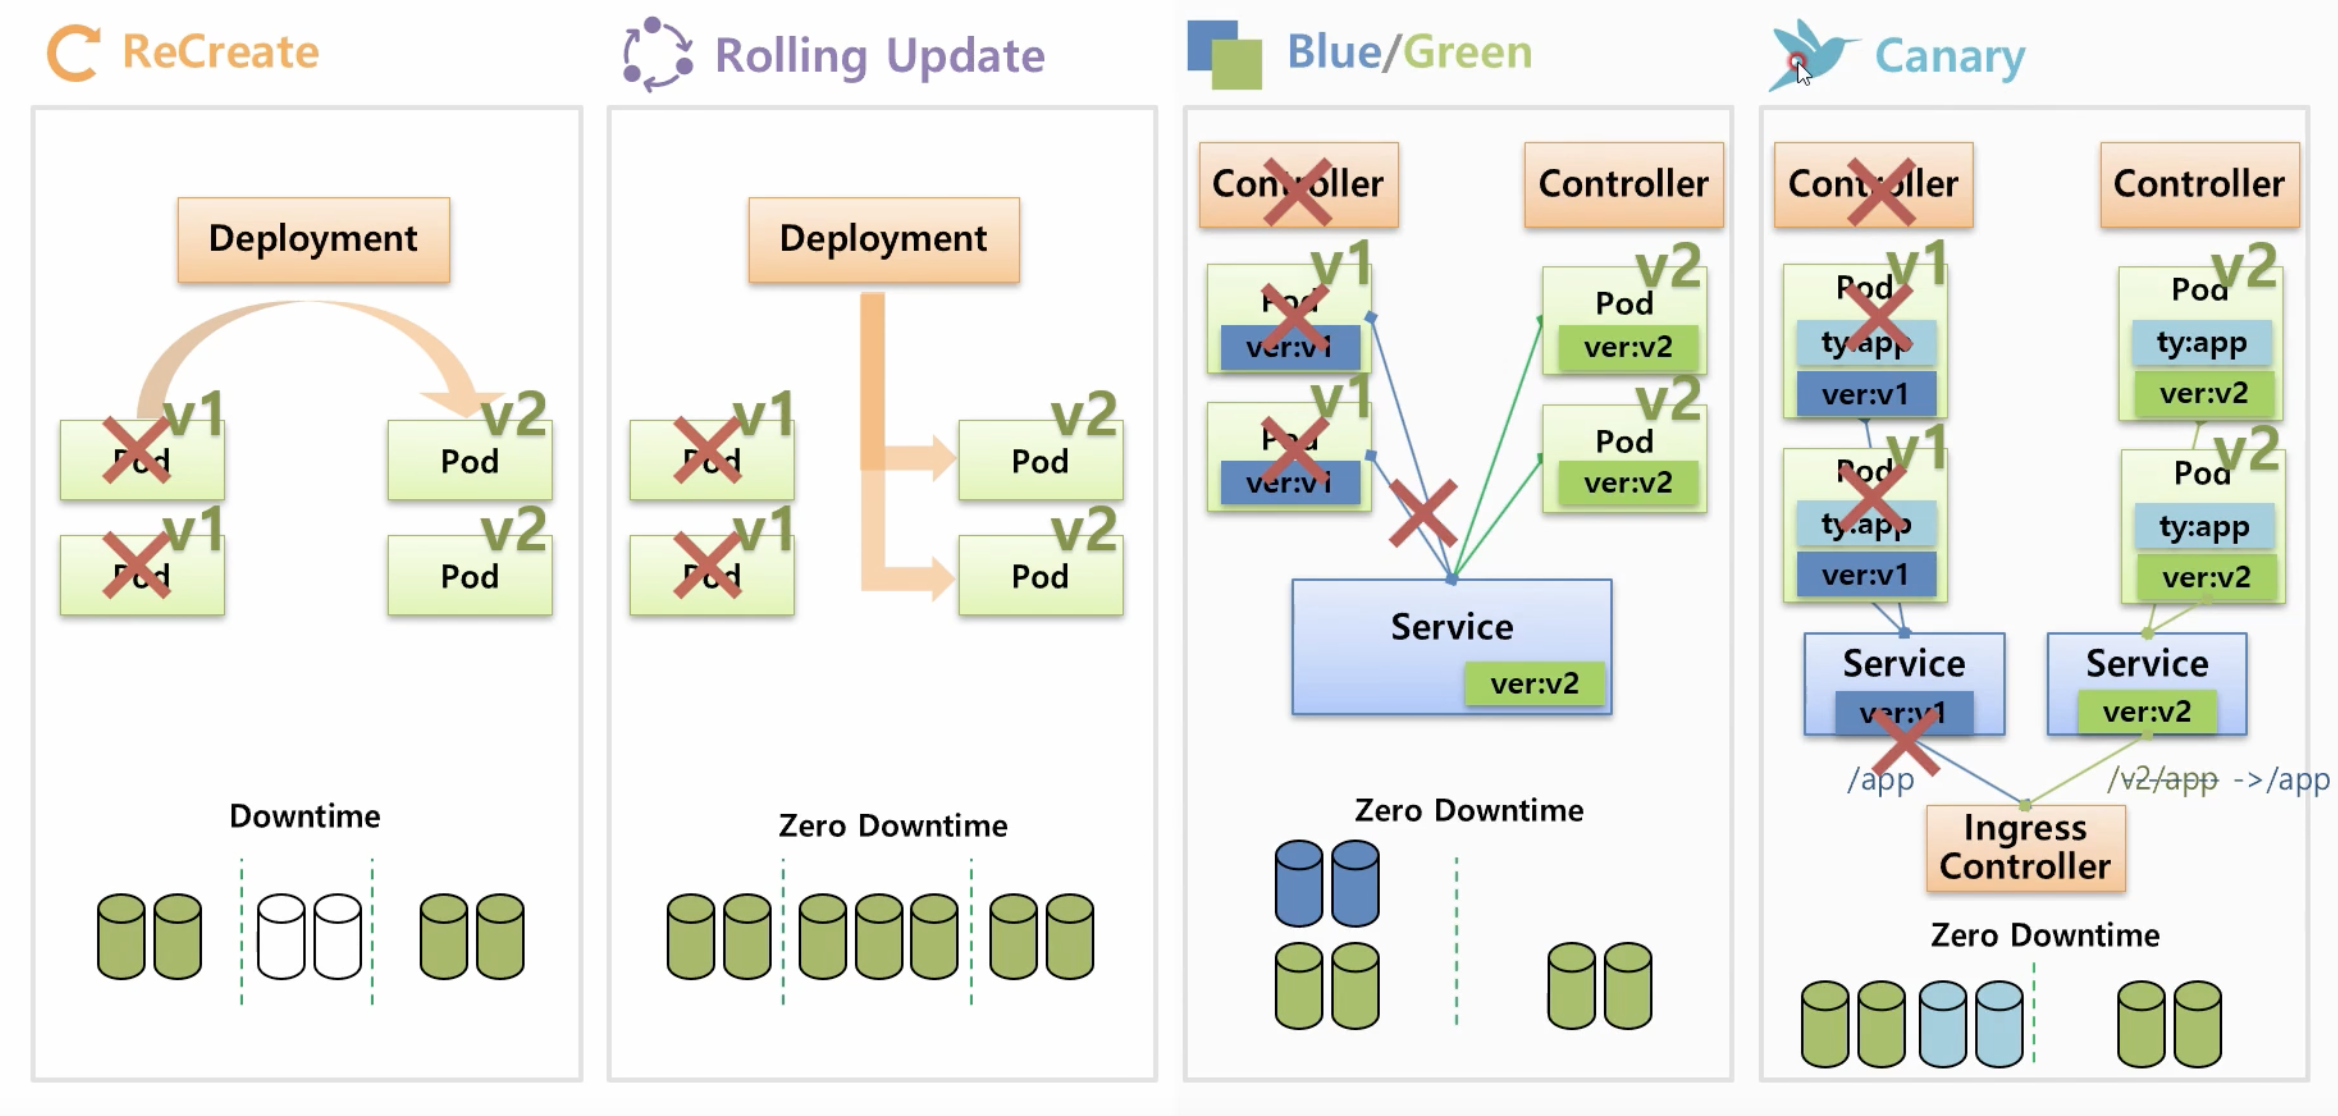 ReCreate
Deployment
v1
Pod
v2
Pod
v1
Pod
v2
Pod
Downtime
Rolling Update
Deployment
v1
Pod
v2
Pod
v1
Pod
v2
Pod
Zero Downtime
Blue/Green
Controller
Controller
v1
Pod
ver:v1
v2
Pod
ver:v2
v1
Pod
ver:v1
v2
Pod
ver:v2
Service
ver:v2
Zero Downtime
Canary
Controller
Controller
v1
Pod
ty:app
ver:v1
v2
Pod
ty:app
ver:v2
v1
Pod
ty:app
ver:v1
v2
Pod
ty:app
ver:v2
Service
ver:v1
Service
ver:v2
/app
/v2/app ->/app
Ingress
Controller
Zero Downtime